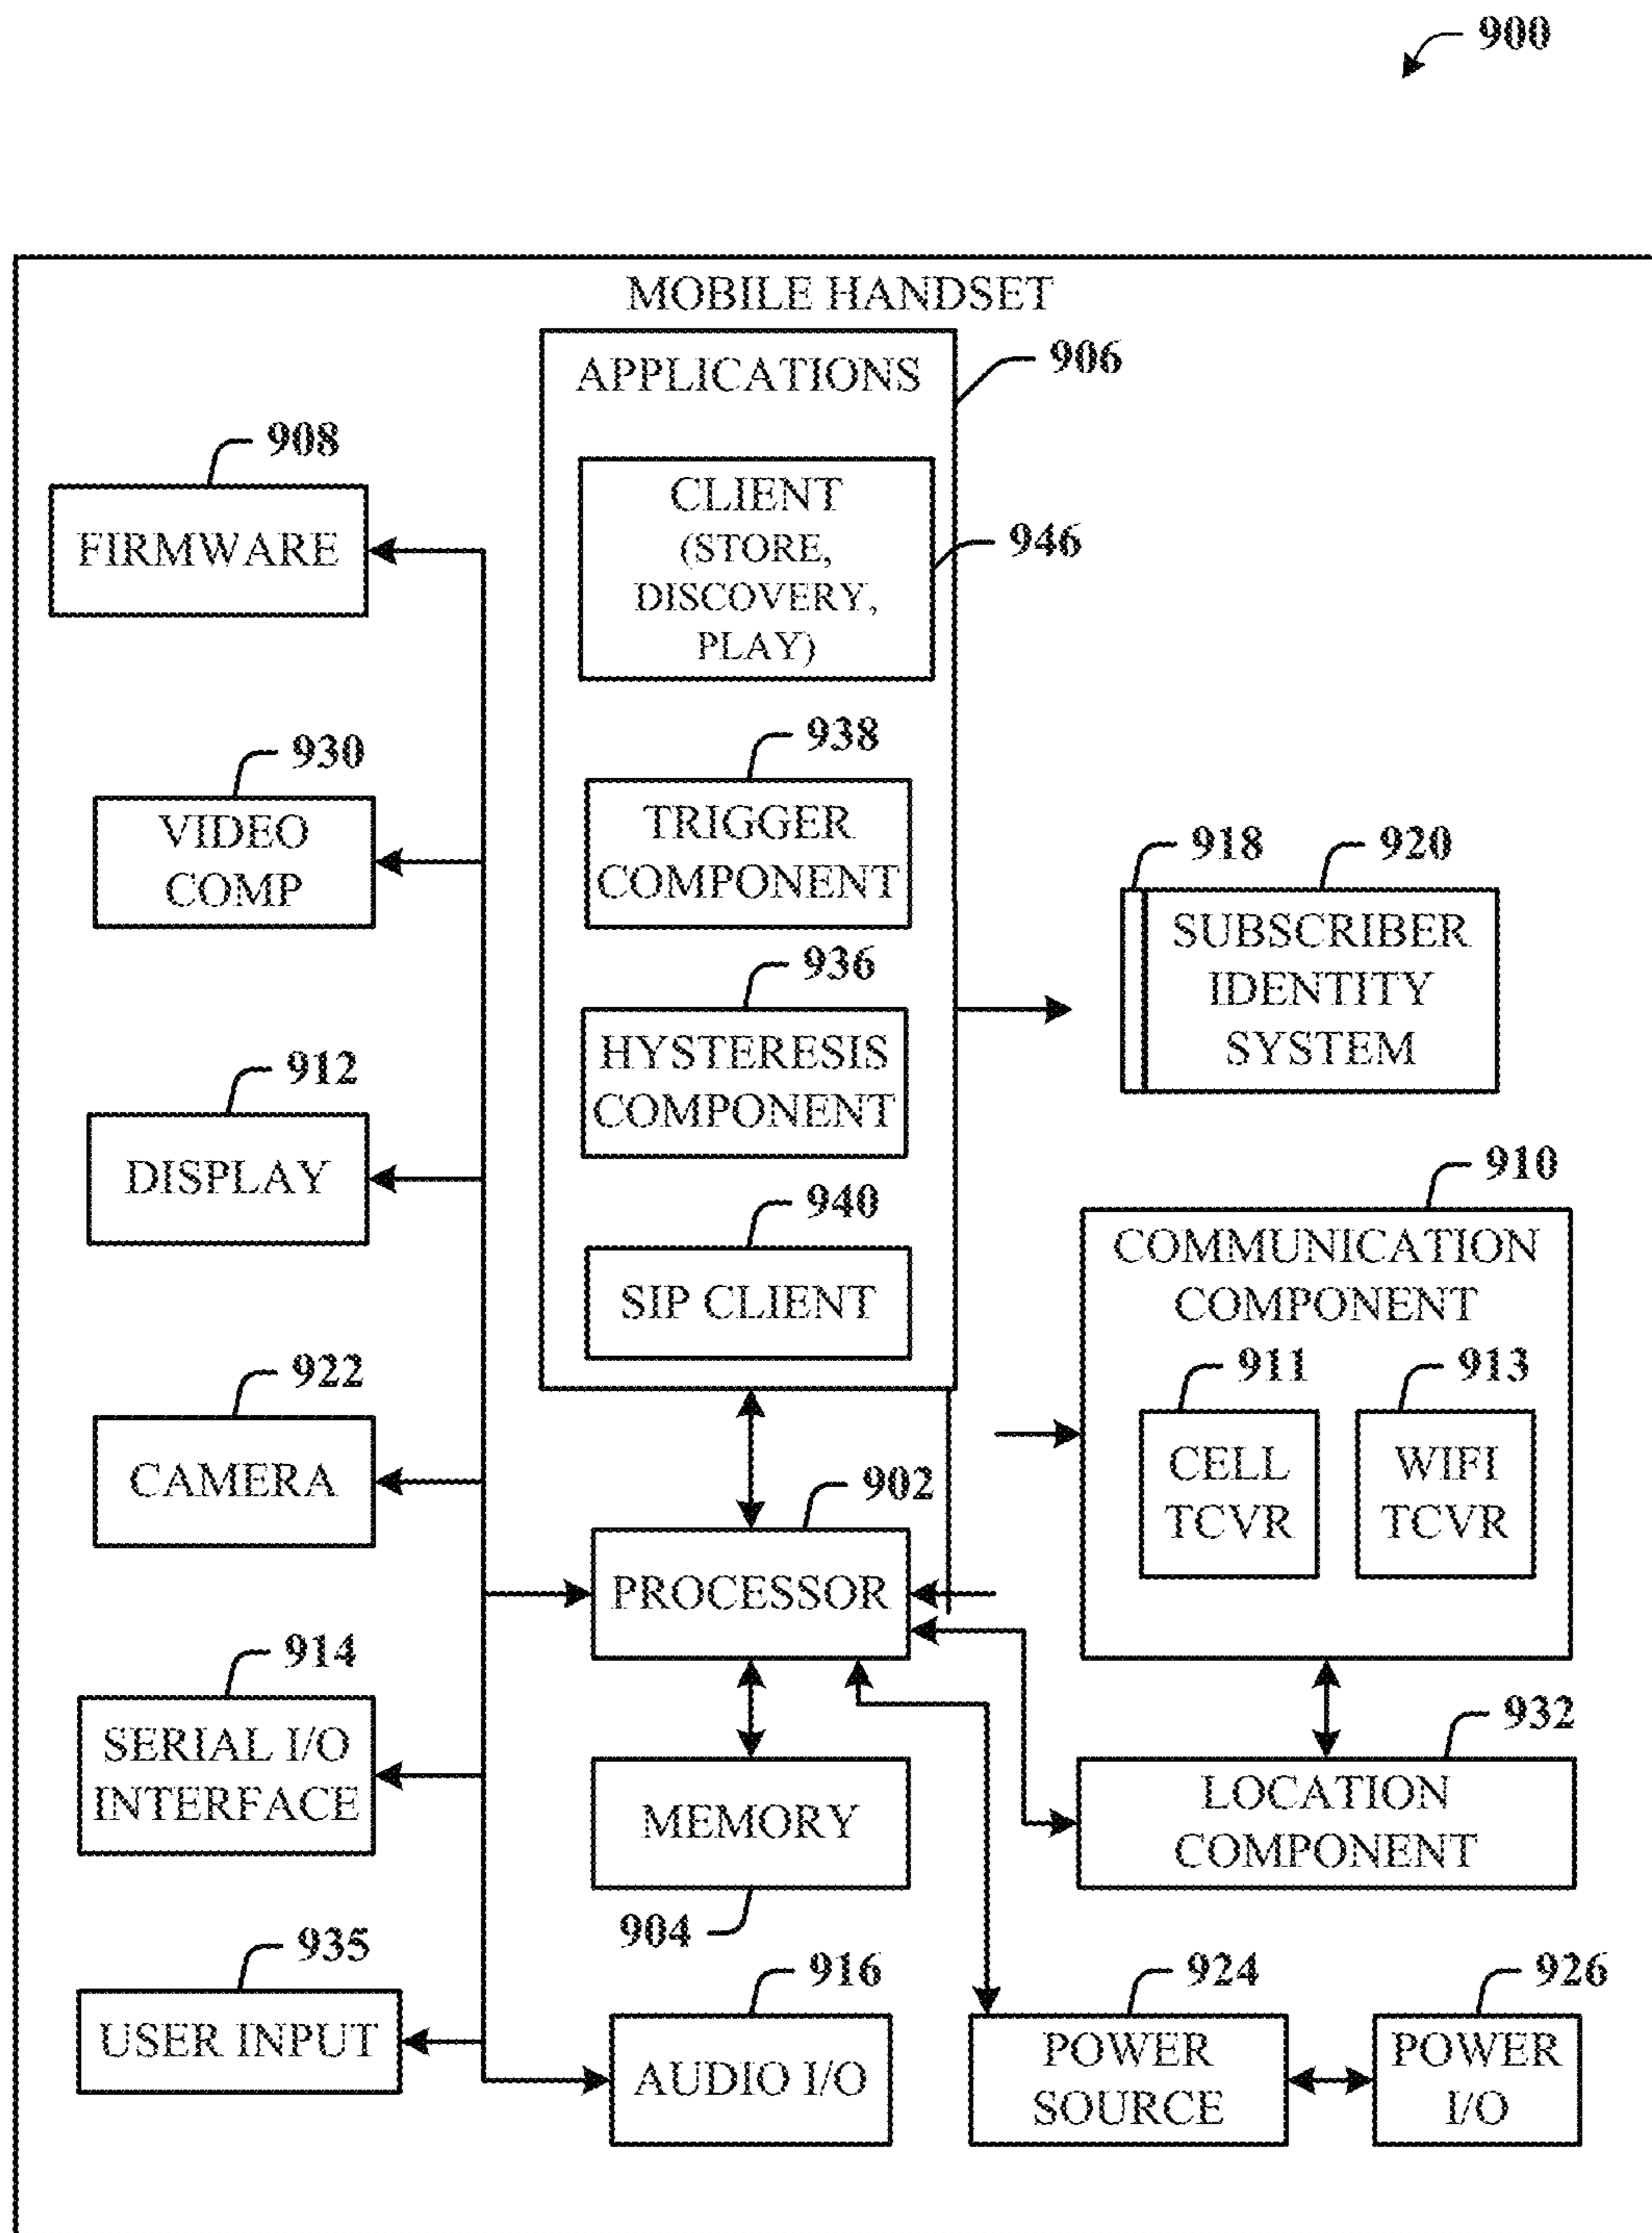 900
MOBILE HANDSET
APPLICATIONS
906
CLIENT
(STORE,
DISCOVERY,
PLAY)
946
938
TRIGGER
COMPONENT
936
HYSTERESIS
COMPONENT
940
SIP CLIENT
908
FIRMWARE
930
VIDEO
COMP
912
DISPLAY
922
CAMERA
914
SERIAL I/O
INTERFACE
935
USER INPUT
902
PROCESSOR
MEMORY
904
916
AUDIO I/O
918
920
SUBSCRIBER
IDENTITY
SYSTEM
910
COMMUNICATION
COMPONENT
911
CELL
TCVR
913
WIFI
TCVR
932
LOCATION
COMPONENT
924
POWER
SOURCE
926
POWER
I/O